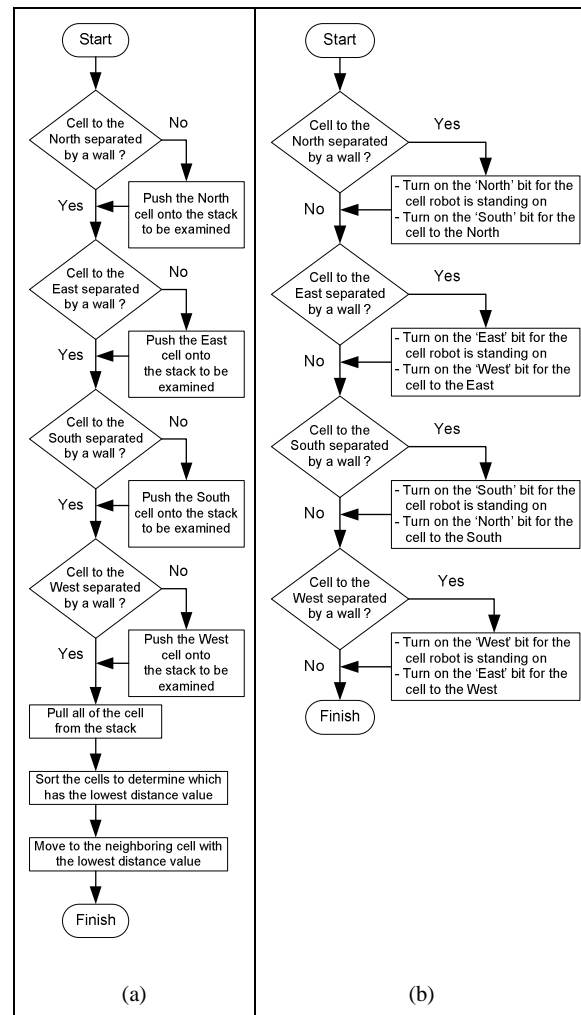 Start
Cell to the
North separated
by a wall ?
No
Yes
Push the North
cell onto the stack
to be examined
Cell to the
East separated
by a wall ?
No
Yes
Push the East
cell onto
the stack to be
examined
Cell to the
South separated
by a wall ?
No
Yes
Push the South
cell onto the stack
to be examined
Cell to the
West separated
by a wall ?
No
Yes
Push the West
cell onto
the stack to be
examined
Pull all of the cell
from the stack
Sort the cells to determine which
has the lowest distance value
Move to the neighboring cell with
the lowest distance value
Finish
(a)
Start
Cell to the
North separated
by a wall ?
Yes
No
- Turn on the ‘North’ bit for the
cell robot is standing on
- Turn on the ‘South’ bit for the
cell to the North
Cell to the
East separated
by a wall ?
Yes
No
- Turn on the ‘East’ bit for the
cell robot is standing on
- Turn on the ‘West’ bit for the
cell to the East
Cell to the
South separated
by a wall ?
Yes
No
- Turn on the ‘South’ bit for the
cell robot is standing on
- Turn on the ‘North’ bit for the
cell to the South
Cell to the
West separated
by a wall ?
Yes
No
- Turn on the ‘West’ bit for the
cell robot is standing on
- Turn on the ‘East’ bit for the
cell to the West
Finish
(b)